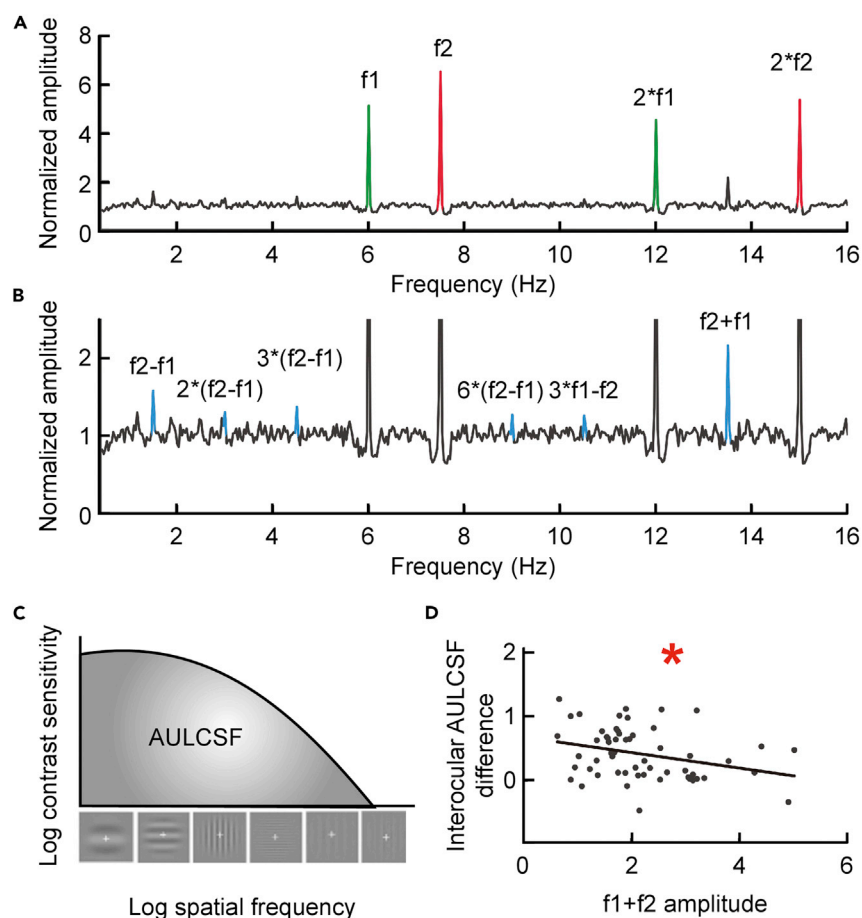 A
Normalized amplitude
8
6
4
2
0
f1
f2
2*f1
2*f2
2 4 6 8 10 12 14 16
Frequency (Hz)
B
Normalized amplitude
2
1
0
f2-f1
2*(f2-f1)
3*(f2-f1)
6*(f2-f1)
3*f1-f2
f2+f1
2 4 6 8 10 12 14 16
Frequency (Hz)
C
Log contrast sensitivity
AULCSF
Log spatial frequency
D
Interocular AULCSF
difference
2
1
0
*
0 2 4 6
f1+f2 amplitude